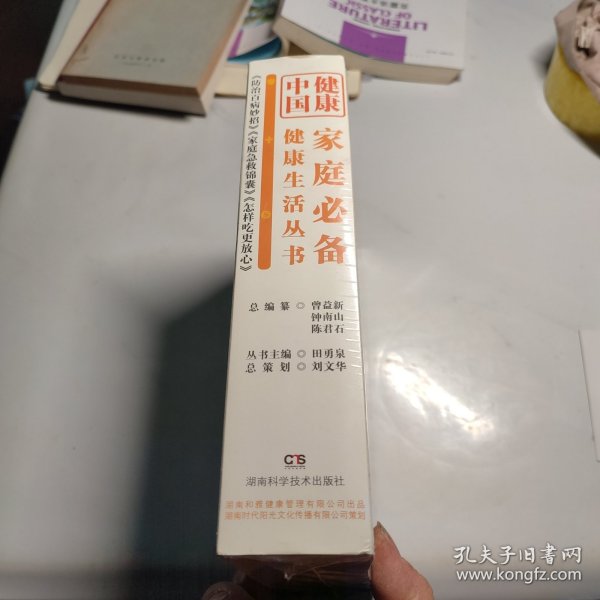 LITERATURE
OF CLASSIC
健康
中国
家庭必备
健康生活丛书
《防治百病妙招》《家庭急救锦囊》《怎样吃更放心》
总编纂◎曾益新
钟南山
陈君石
丛书主编◎田勇泉
总策划◎刘文华
湖南科学技术出版社
湖南和雅健康管理有限公司出品
湖南时代阳光文化传播有限公司策划
孔夫子旧书网
www.kongfz.com